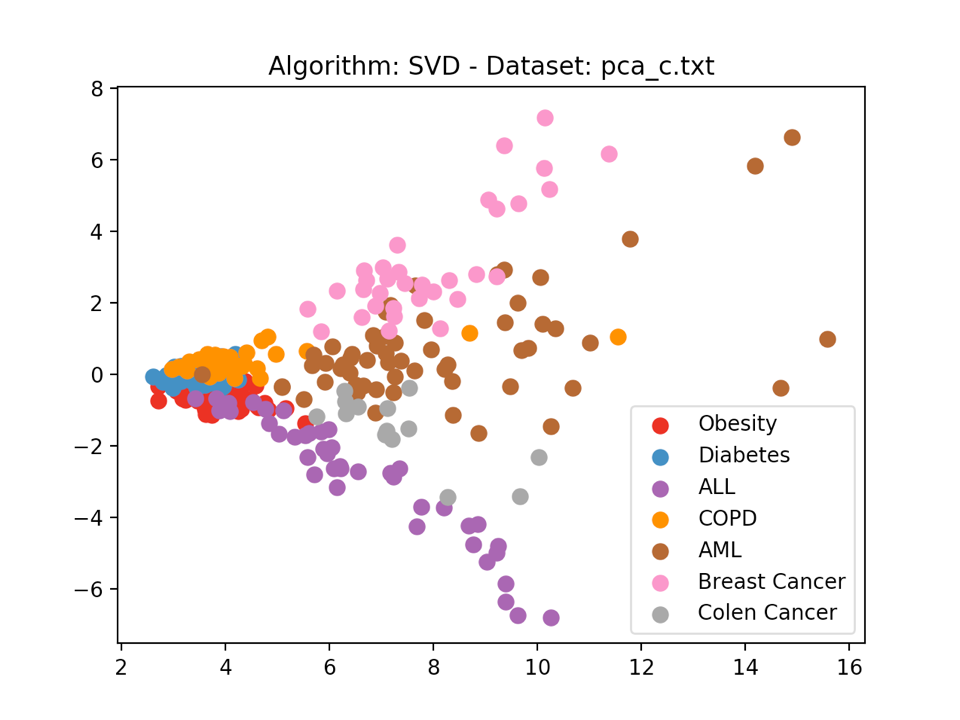 Algorithm: SVD - Dataset: pca_c.txt
8
6
4
2
0
−2
−4
−6
2 4 6 8 10 12 14 16
Obesity
Diabetes
ALL
COPD
AML
Breast Cancer
Colen Cancer